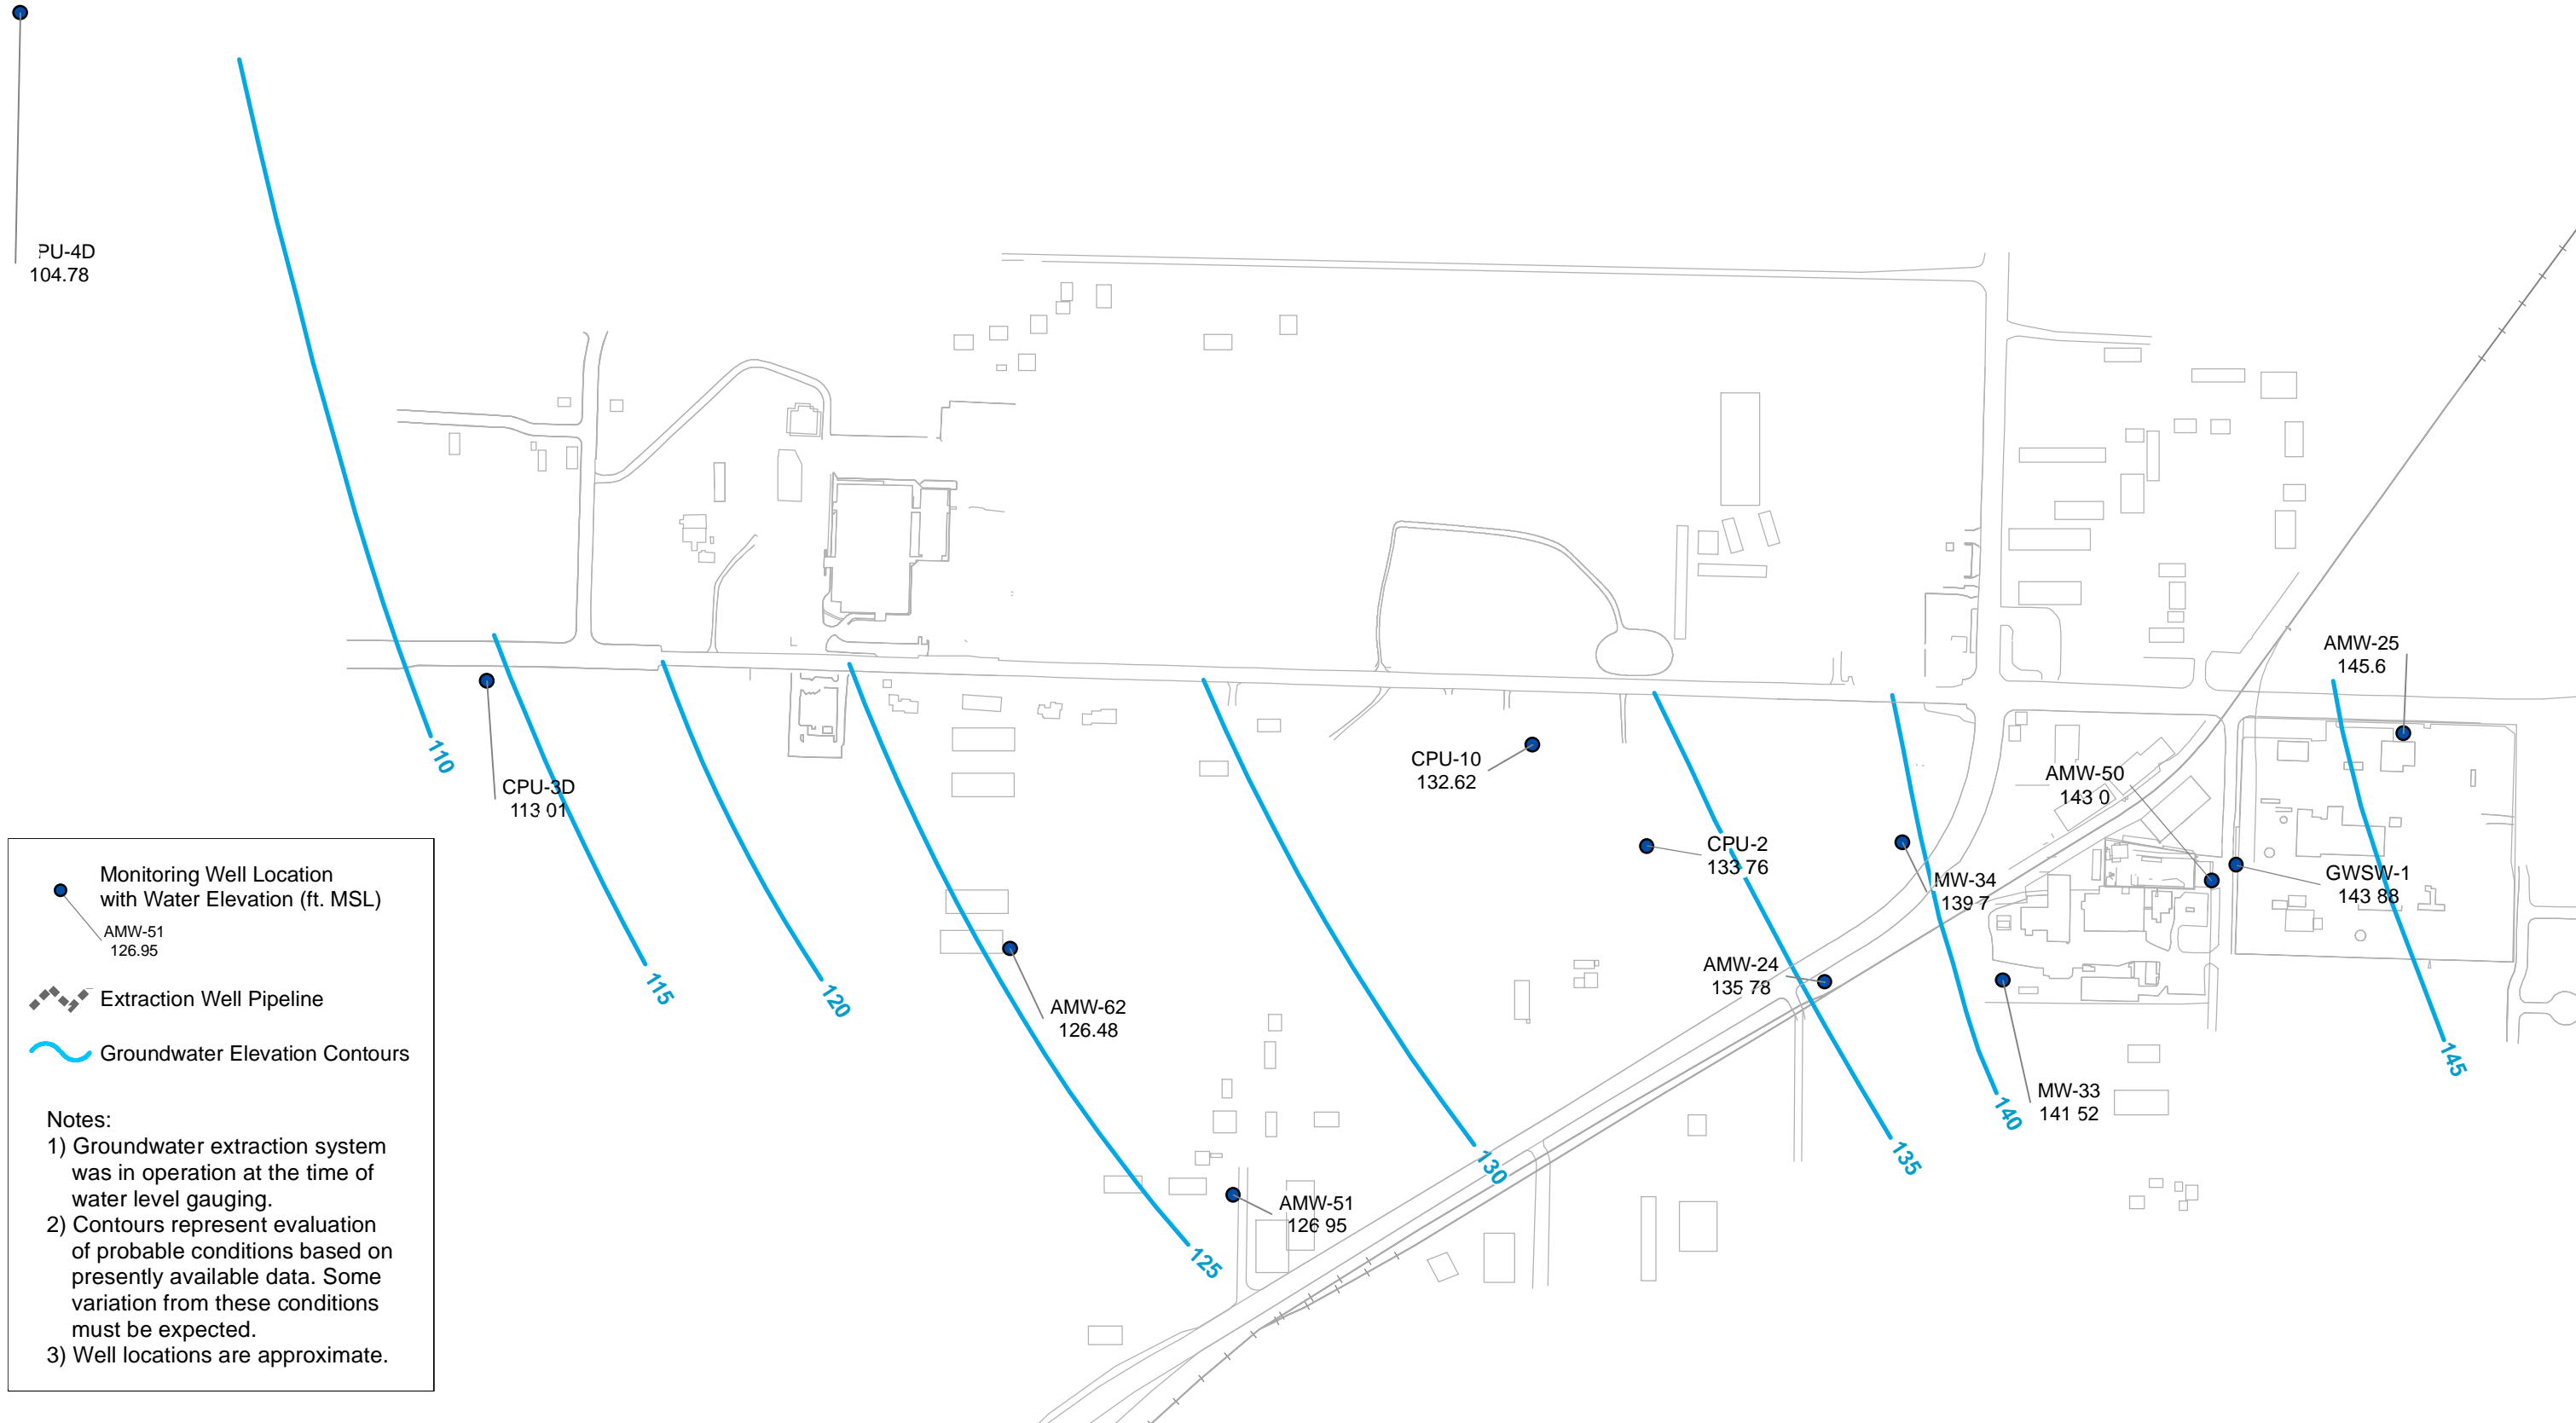 PU-4D
104.78
AMW-25
145.6
CPU-10
132.62
AMW-50
143 0
CPU-3D
113 01
CPU-2
133 76
MW-34
139 7
GWSW-1
143 88
AMW-24
135 78
AMW-62
126.48
MW-33
141 52
AMW-51
126 95
110
115
120
125
130
135
140
145
Monitoring Well Location
with Water Elevation (ft. MSL)
AMW-51
126.95
Extraction Well Pipeline
Groundwater Elevation Contours
Notes:
1) Groundwater extraction system
was in operation at the time of
water level gauging.
2) Contours represent evaluation
of probable conditions based on
presently available data. Some
variation from these conditions
must be expected.
3) Well locations are approximate.